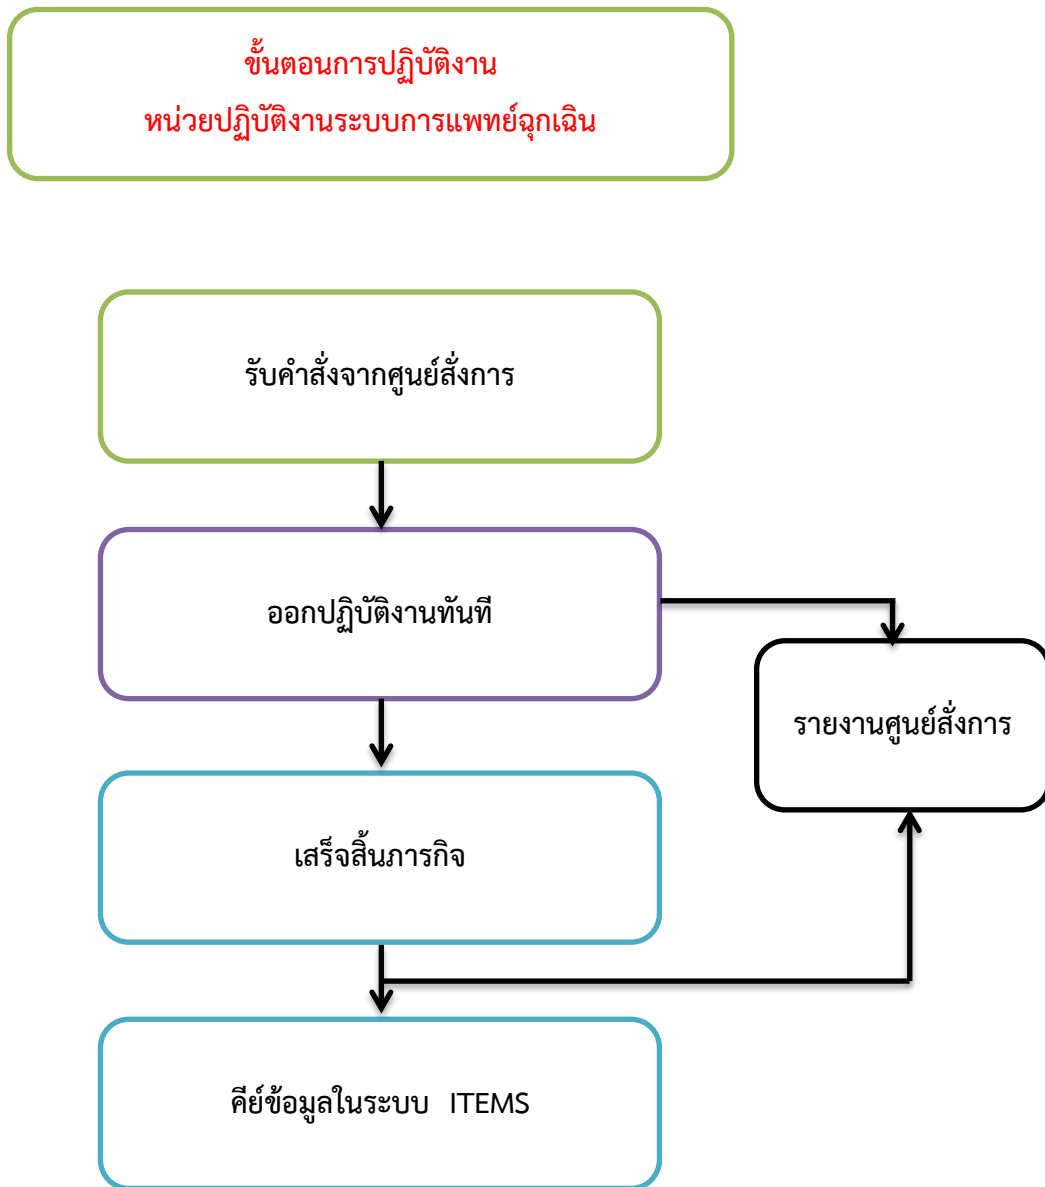 ขั้นตอนการปฏิบัติงาน
หน่วยปฏิบัติงานระบบการแพทย์ฉุกเฉิน
รับคำสั่งจากศูนย์สั่งการ
ออกปฏิบัติงานทันที
รายงานศูนย์สั่งการ
เสร็จสิ้นภารกิจ
คีย์ข้อมูลในระบบ ITEMS